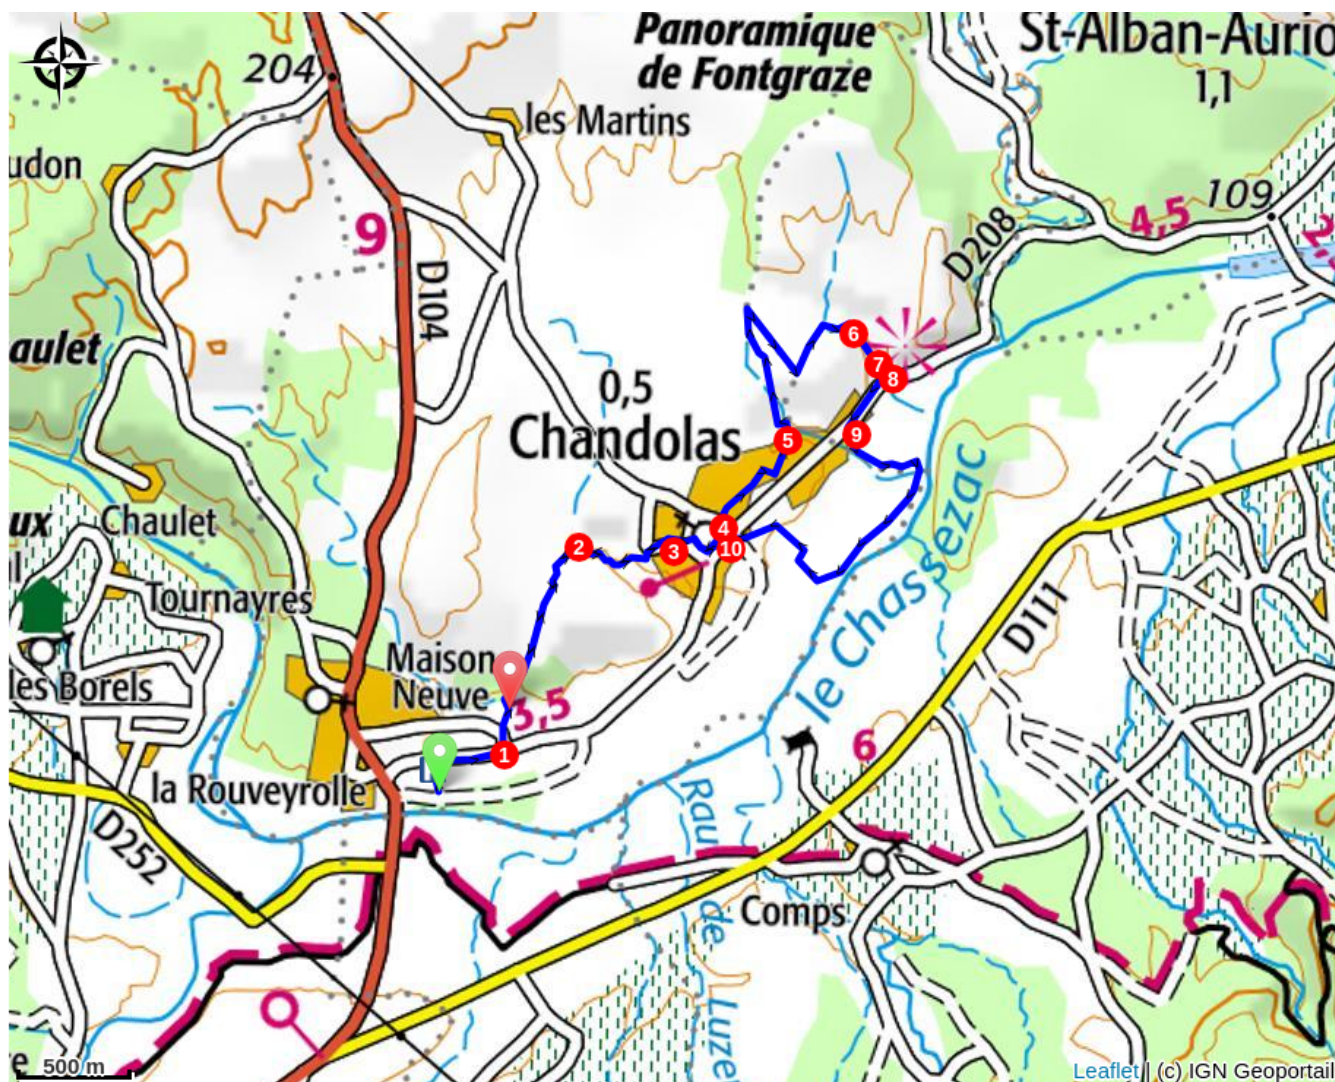 Panoramique
de Fontgraze
St-Alban-Aurio
1,1
204
les Martins
udon
109
4,5
9
D208
D104
aulet
6
7
8
0,5
Chandolas
5
9
ux
Chaulet
4
2
3
10
le Chassezac
Tournayres
D111
Maison
Neuve
les Borels
3,5
1
6
la Rouveyrolle
D252
Rau de Luzet
Comps
500 m
Leaflet | (c) IGN Geoportail